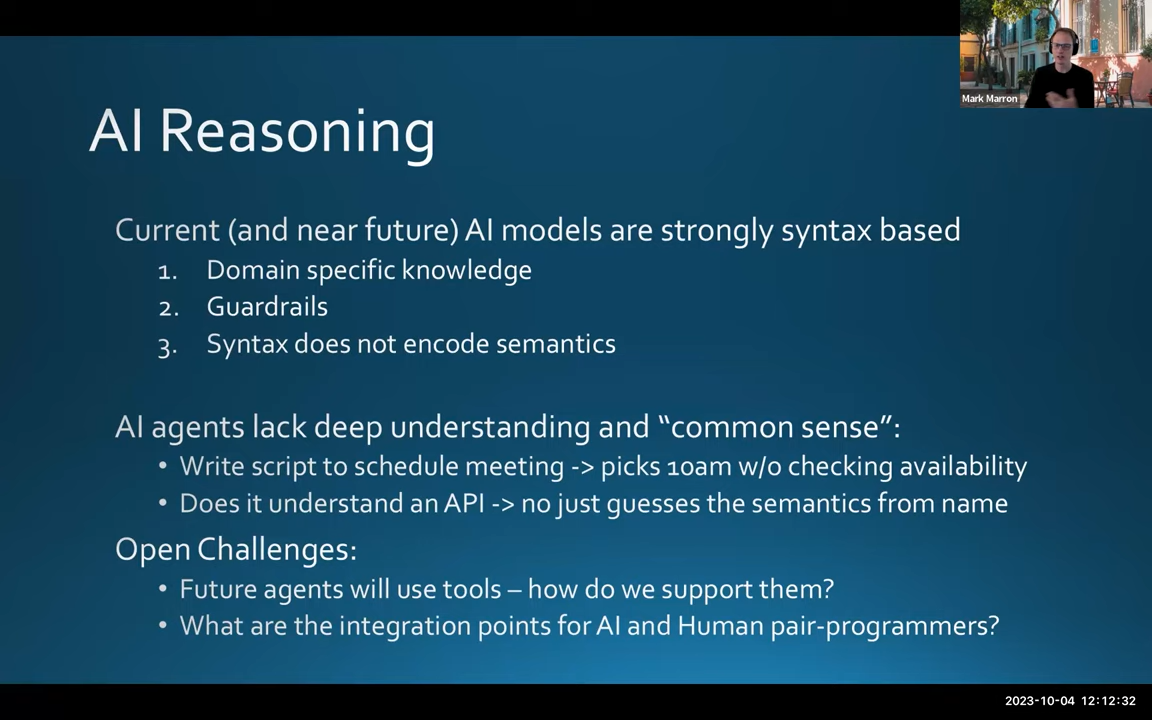 Mark Marron
AI Reasoning
Current (and near future) AI models are strongly syntax based
1. Domain specific knowledge
2. Guardrails
3. Syntax does not encode semantics
AI agents lack deep understanding and “common sense”:
• Write script to schedule meeting -> picks 10am w/o checking availability
• Does it understand an API -> no just guesses the semantics from name
Open Challenges:
• Future agents will use tools – how do we support them?
• What are the integration points for AI and Human pair-programmers?
2023-10-04 12:12:32